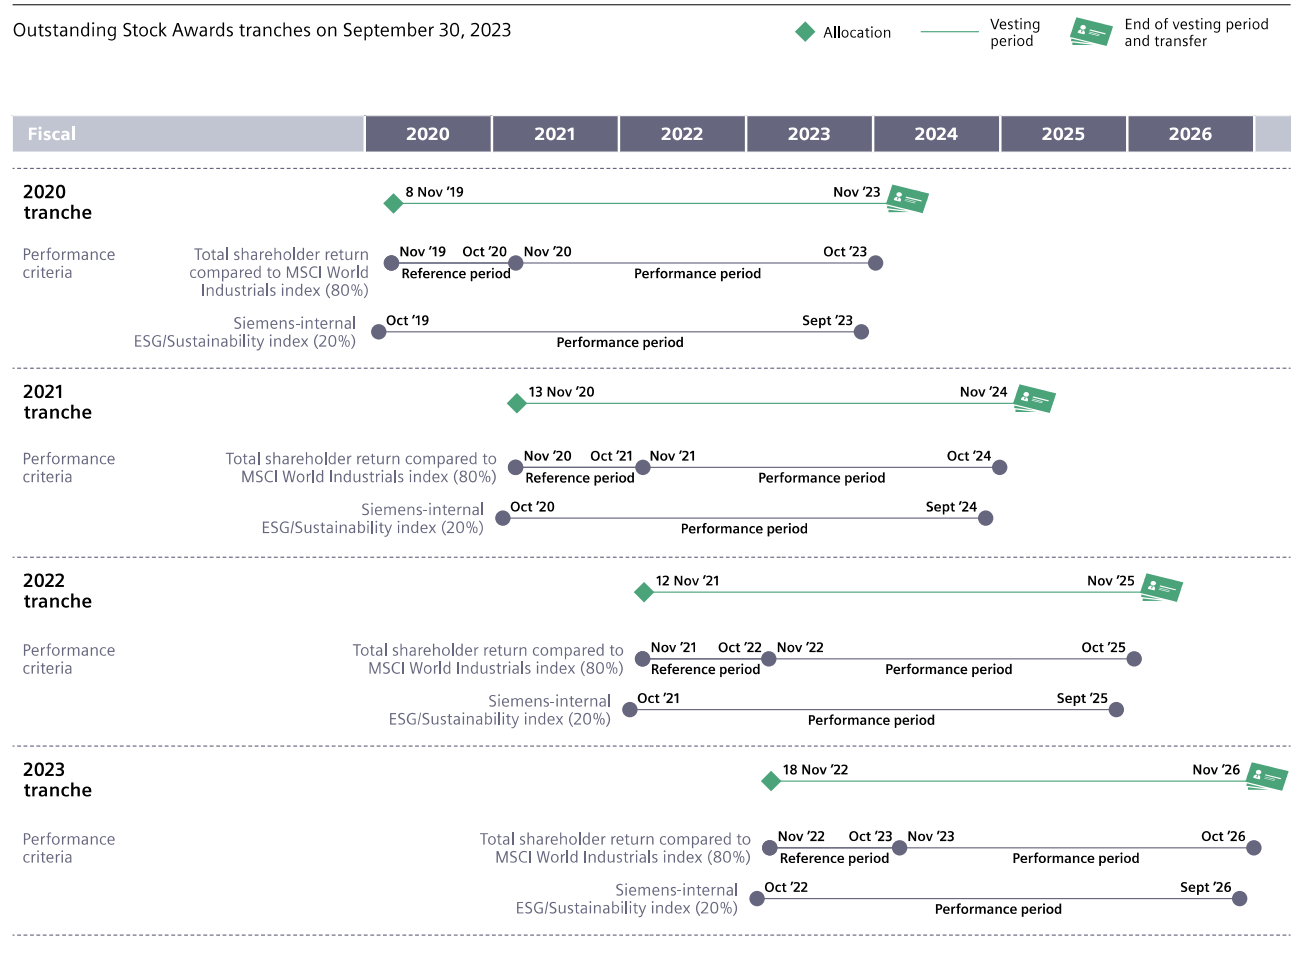 Outstanding Stock Awards tranches on September 30, 2023
Allocation
Vesting
period
End of vesting period
and transfer
Fiscal 2020 2021 2022 2023 2024 2025 2026
2020
tranche
8 Nov ’19 Nov ’23
Performance
criteria
Total shareholder return
compared to MSCI World
Industrials index (80%)
Nov ’19 Oct ’20 Nov ’20 Oct ’23
Reference period Performance period
Siemens-internal
ESG/Sustainability index (20%)
Oct ’19 Sept ’23
Performance period
2021
tranche
13 Nov ’20 Nov ’24
Performance
criteria
Total shareholder return compared to
MSCI World Industrials index (80%)
Nov ’20 Oct ’21 Nov ’21 Oct ’24
Reference period Performance period
Siemens-internal
ESG/Sustainability index (20%)
Oct ’20 Sept ’24
Performance period
2022
tranche
12 Nov ’21 Nov ’25
Performance
criteria
Total shareholder return compared to
MSCI World Industrials index (80%)
Nov ’21 Oct ’22 Nov ’22 Oct ’25
Reference period Performance period
Siemens-internal
ESG/Sustainability index (20%)
Oct ’21 Sept ’25
Performance period
2023
tranche
18 Nov ’22 Nov ’26
Performance
criteria
Total shareholder return compared to
MSCI World Industrials index (80%)
Nov ’22 Oct ’23 Nov ’23 Oct ’26
Reference period Performance period
Siemens-internal
ESG/Sustainability index (20%)
Oct ’22 Sept ’26
Performance period